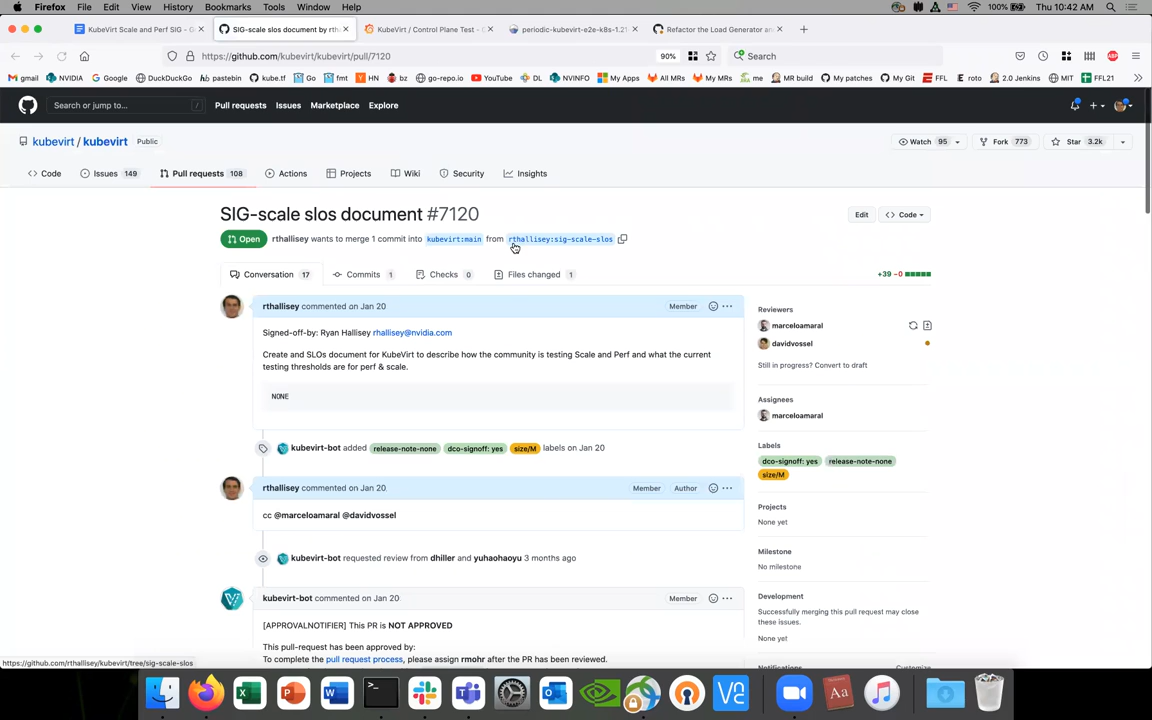 Firefox File Edit View History Bookmarks Tools Window Help
100% Thu 10:42 AM
KubeVirt Scale and Perf SIG - G
SIG-scale slos document by rth
KubeVirt / Control Plane Test -
periodic-kubevirt-e2e-k8s-1.2
Refactor the Load Generator an
https://github.com/kubevirt/kubevirt/pull/7120
90%
Search
gmail NVIDIA Google DuckDuckGo pastebin kube.tf Go fmt HN bz go-repo.io YouTube DL NVINFO My Apps All MRs My MRs me MR build My patches My Git FFL roto 2.0 Jenkins MIT FFL21
Search or jump to... /
Pull requests Issues Marketplace Explore
kubevirt / kubevirt Public
Watch 95 Fork 773 Star 3.2k
Code Issues 149 Pull requests 108 Actions Projects Wiki Security Insights
SIG-scale slos document #7120
Edit Code
Open rthallisey wants to merge 1 commit into kubevirt:main from rthallisey:sig-scale-slos
Conversation 17 Commits 1 Checks 0 Files changed 1 +39 −0
rthallisey commented on Jan 20 Member
Signed-off-by: Ryan Hallisey rhallisey@nvidia.com
Create and SLOs document for KubeVirt to describe how the community is testing Scale and Perf and what the current
testing thresholds are for perf & scale.
NONE
kubevirt-bot added release-note-none dco-signoff: yes size/M labels on Jan 20
rthallisey commented on Jan 20 Member Author
cc @marceloamaral @davidvossel
kubevirt-bot requested review from dhiller and yuhaohaoyu 3 months ago
kubevirt-bot commented on Jan 20 Member
[APPROVALNOTIFIER] This PR is NOT APPROVED
This pull-request has been approved by:
To complete the pull request process, please assign rmohr after the PR has been reviewed.
Reviewers
marceloamaral
davidvossel
Still in progress? Convert to draft
Assignees
marceloamaral
Labels
dco-signoff: yes release-note-none
size/M
Projects
None yet
Milestone
No milestone
Development
Successfully merging this pull request may close
these issues.
None yet
Notifications Customize
https://github.com/rthallisey/kubevirt/tree/sig-scale-slos